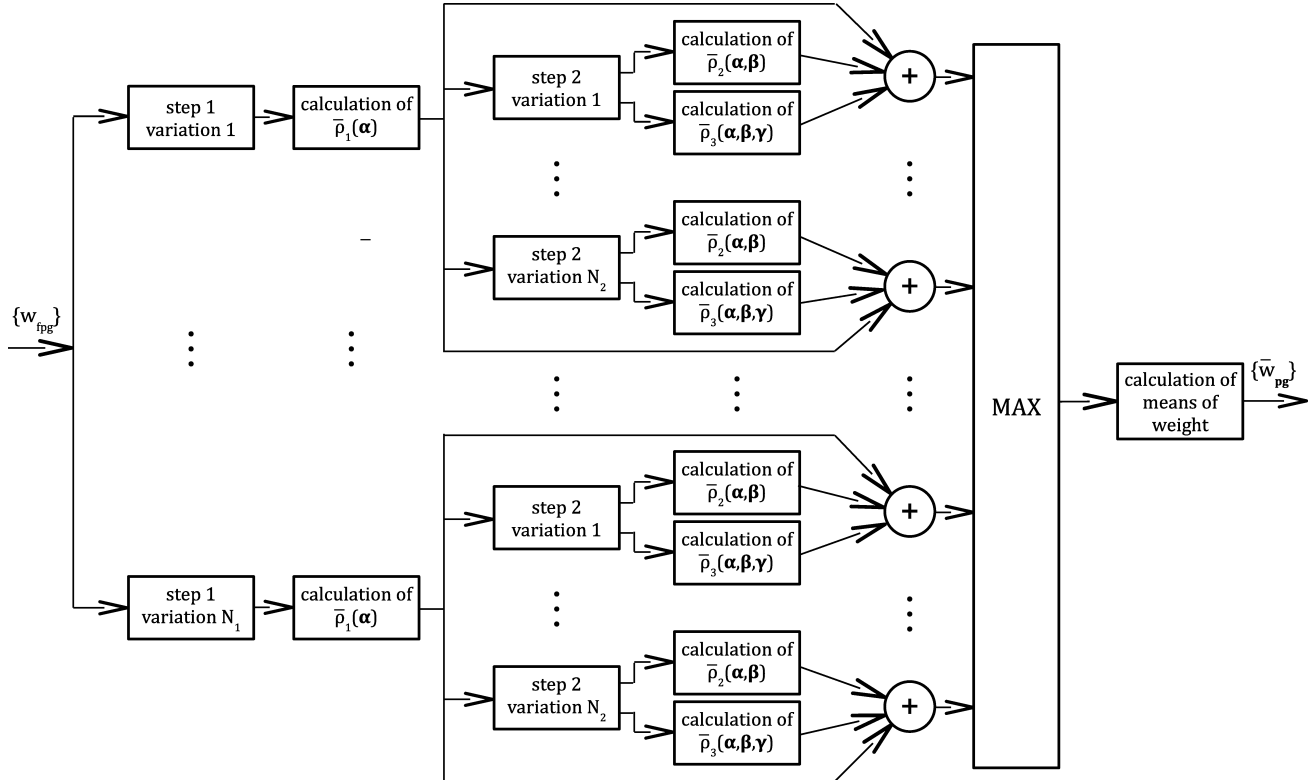 {w_fpg}
step 1
variation 1
calculation of
ρ̅₁(α)
step 2
variation 1
calculation of
ρ̅₂(α,β)
calculation of
ρ̅₃(α,β,γ)
+
step 2
variation N₂
calculation of
ρ̅₂(α,β)
calculation of
ρ̅₃(α,β,γ)
+
step 1
variation N₁
calculation of
ρ̅₁(α)
step 2
variation 1
calculation of
ρ̅₂(α,β)
calculation of
ρ̅₃(α,β,γ)
+
step 2
variation N₂
calculation of
ρ̅₂(α,β)
calculation of
ρ̅₃(α,β,γ)
+
MAX
calculation of
means of
weight
{w̅_pg}